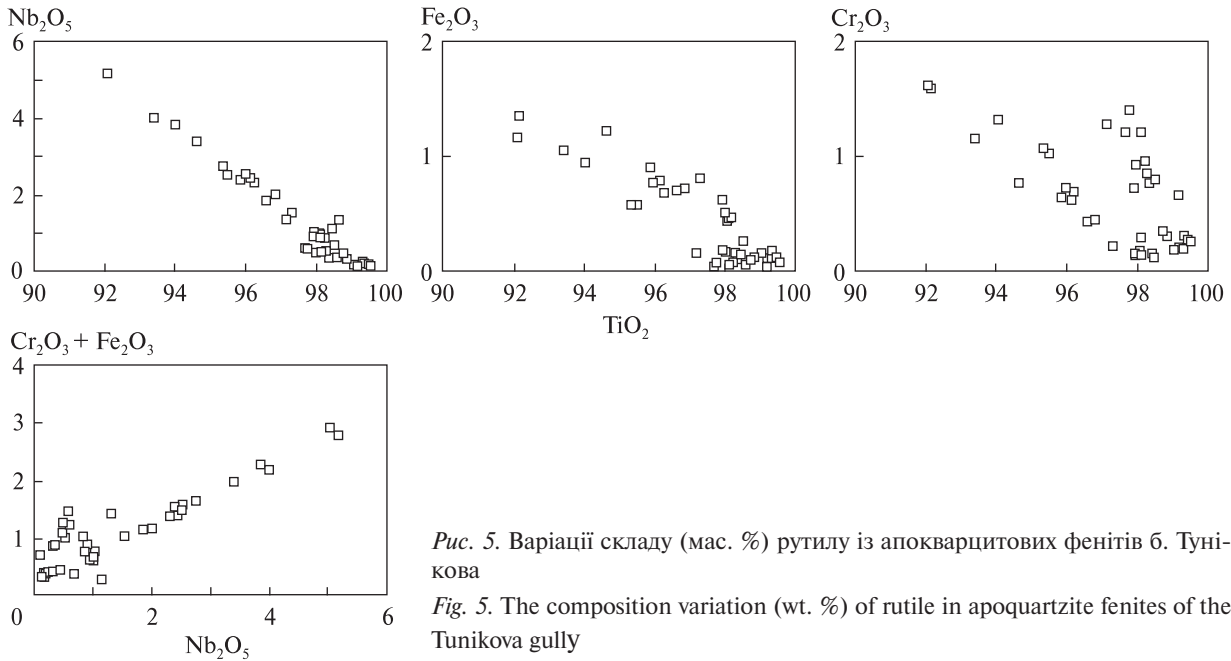 Nb₂O₅
6
4
2
0
90 92 94 96 98 100
Fe₂O₃
2
1
0
90 92 94 96 98 100
TiO₂
Cr₂O₃
2
1
0
90 92 94 96 98 100
Cr₂O₃ + Fe₂O₃
4
3
2
1
0 2 4 6
Nb₂O₅
Рис. 5. Варіації складу (мас. %) рутилу із апокварцитових фенітів б. Туні-
кова
Fig. 5. The composition variation (wt. %) of rutile in apoquartzite fenites of the
Tunikova gully